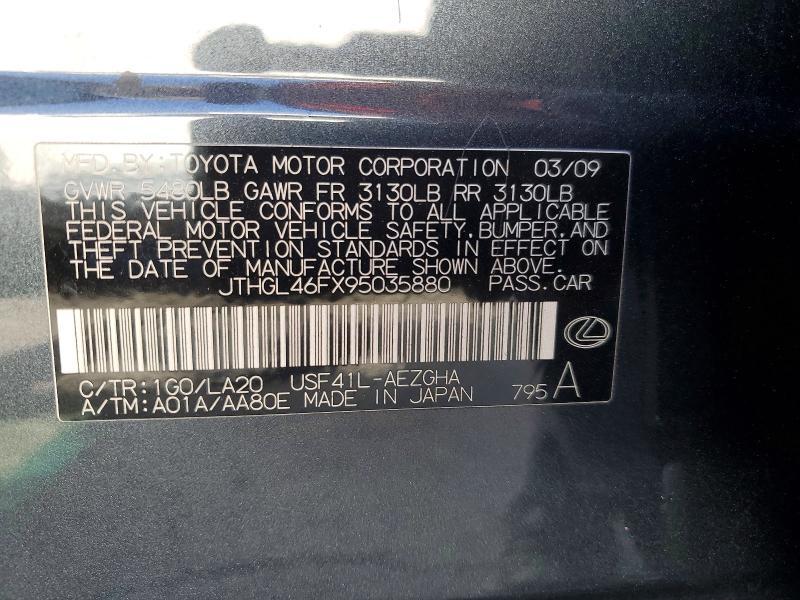 MFD.BY:TOYOTA MOTOR CORPORATION 03/09
GVWR 5480LB GAWR FR 3130LB RR 3130LB
THIS VEHICLE CONFORMS TO ALL APPLICABLE
FEDERAL MOTOR VEHICLE SAFETY,BUMPER,AND
THEFT PREVENTION STANDARDS IN EFFECT ON
THE DATE OF MANUFACTURE SHOWN ABOVE.
JTHGL46FX95035880 PASS.CAR
C/TR:1G0/LA20 USF41L-AEZGHA
A/TM:A01A/AA80E MADE IN JAPAN 795 A